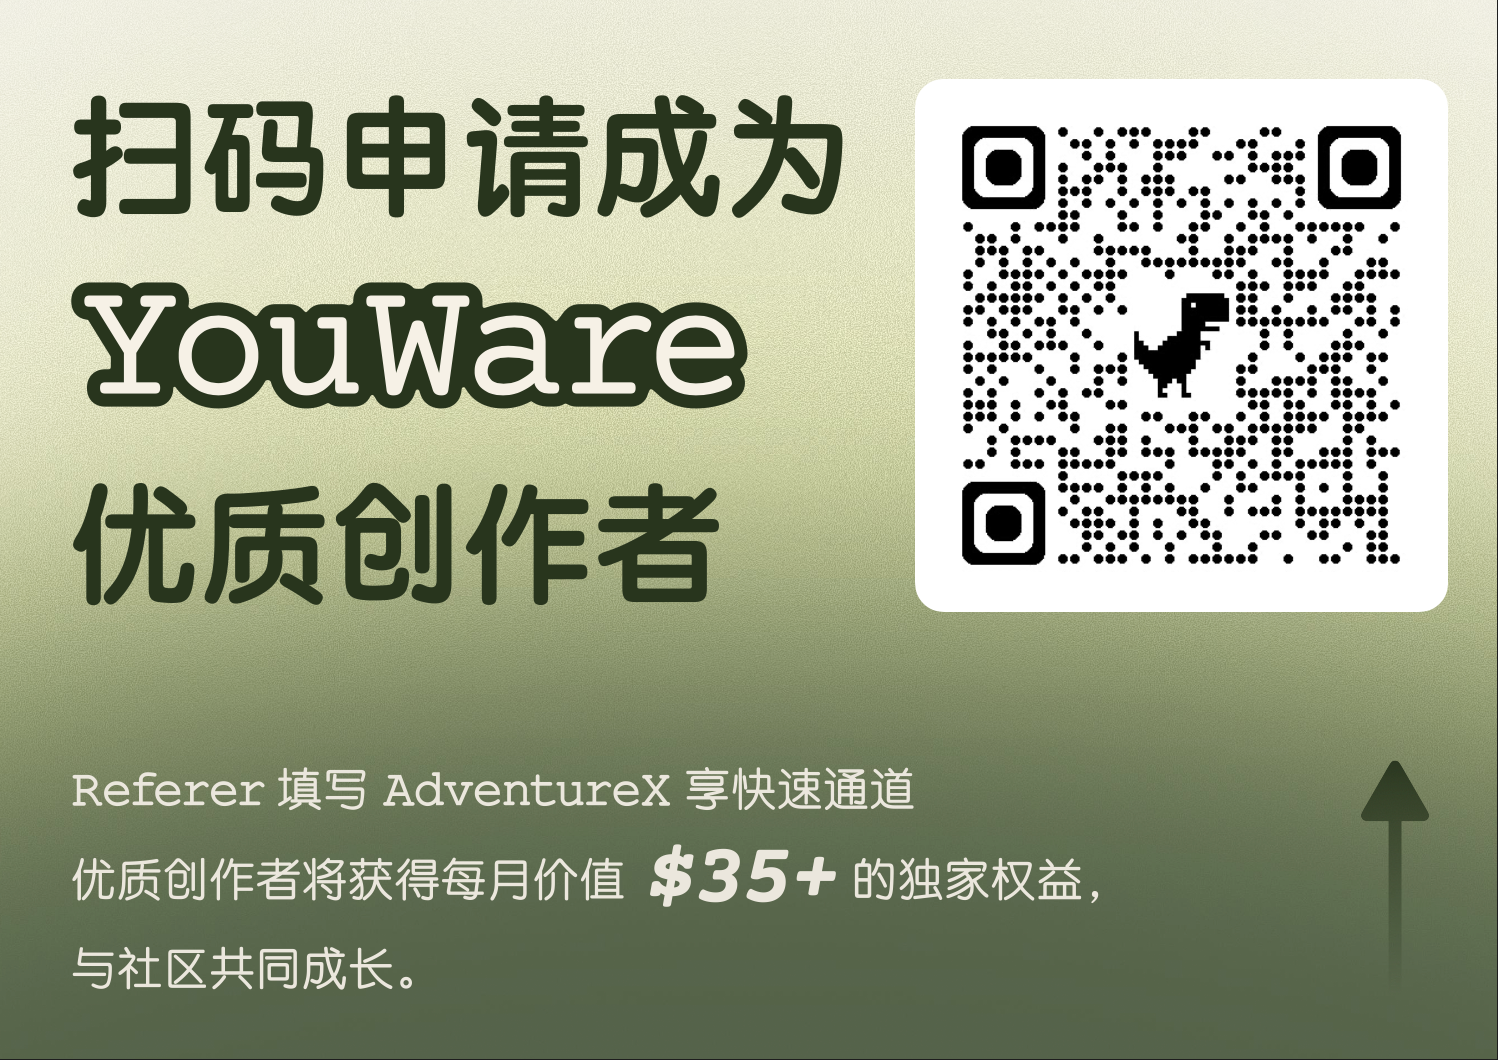 扫码申请成为
YouWare
优质创作者
Referer 填写 AdventureX 享快速通道
优质创作者将获得每月价值 $35+ 的独家权益，
与社区共同成长。